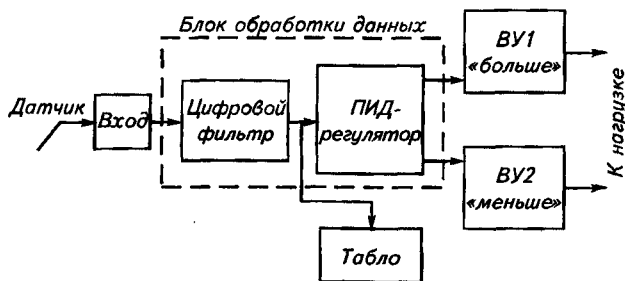 Блок обработки данных
Датчик
Вход
Цифровой
фильтр
ПИД-
регулятор
ВУ1
«больше»
ВУ2
«меньше»
К нагрузке
Табло